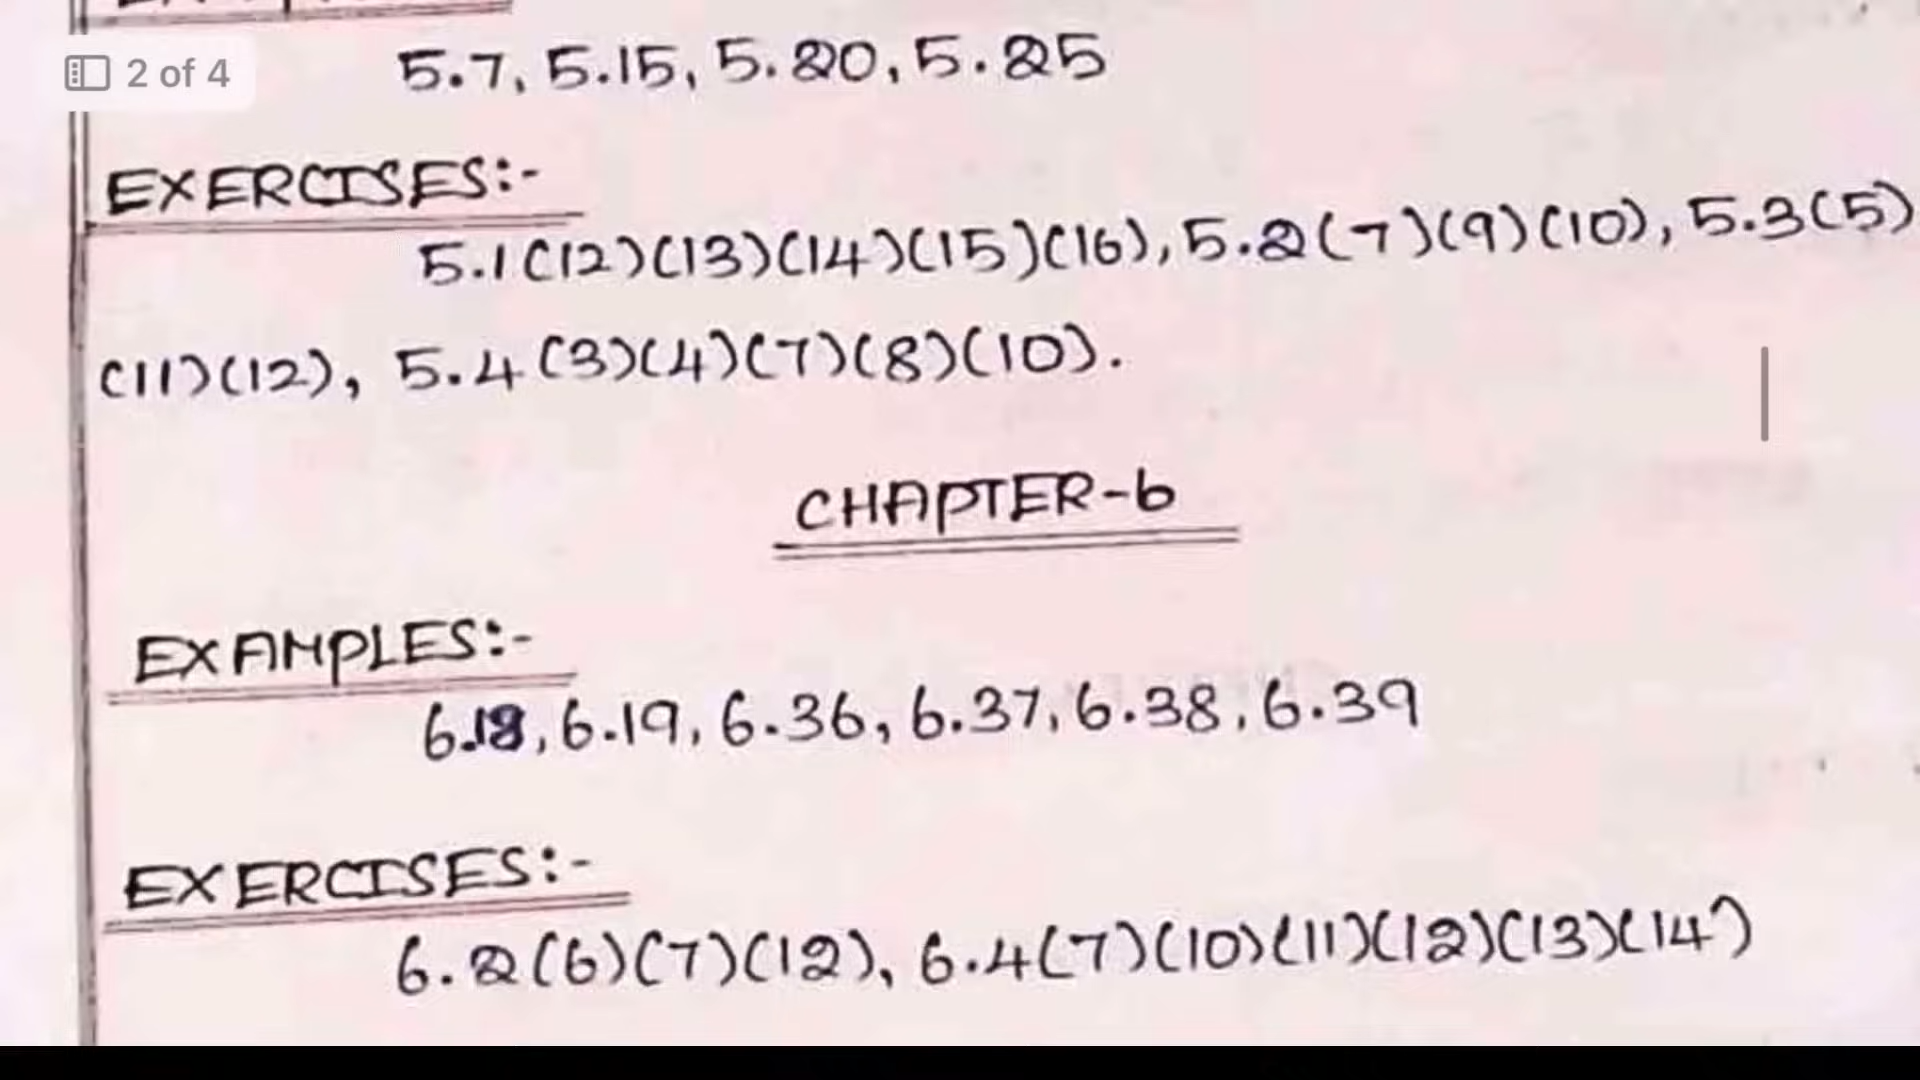 2 of 4
5.7, 5.15, 5.20, 5.25
EXERCISES:-
5.1(12)(13)(14)(15)(16), 5.2(7)(9)(10), 5.3(5)
(11)(12), 5.4(3)(4)(7)(8)(10).
CHAPTER-6
EXAMPLES:-
6.18, 6.19, 6.36, 6.37, 6.38, 6.39
EXERCISES:-
6.2(6)(7)(12), 6.4(7)(10)(11)(12)(13)(14)